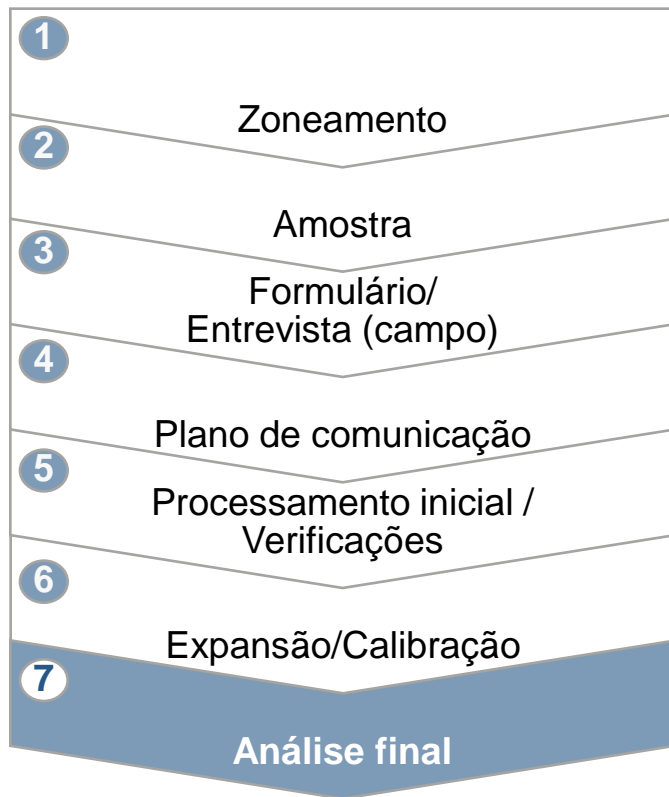 1
Zoneamento
2
Amostra
3
Formulário/
Entrevista (campo)
4
Plano de comunicação
5
Processamento inicial /
Verificações
6
Expansão/Calibração
7
Análise final